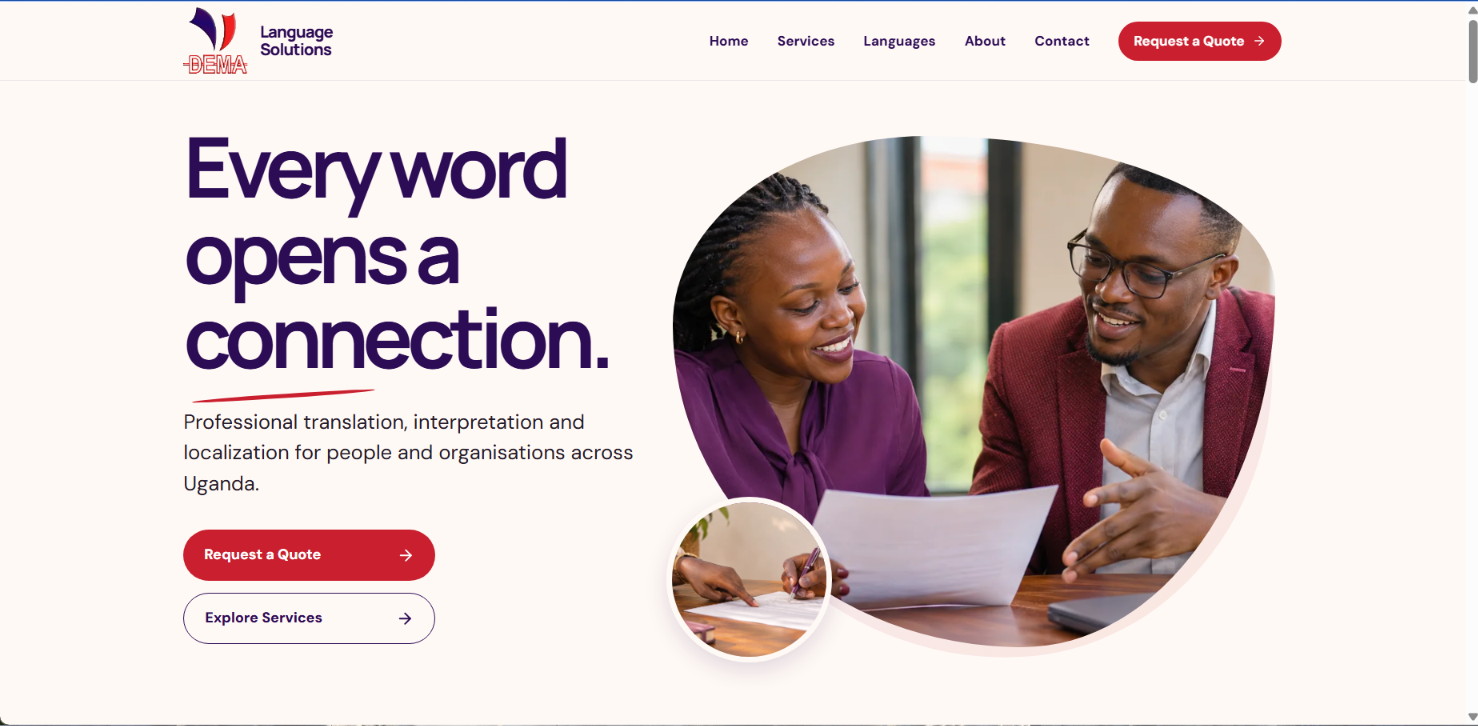 DEMA
Language
Solutions
Home
Services
Languages
About
Contact
Request a Quote
Every word
opens a
connection.
Professional translation, interpretation and
localization for people and organisations across
Uganda.
Request a Quote
Explore Services